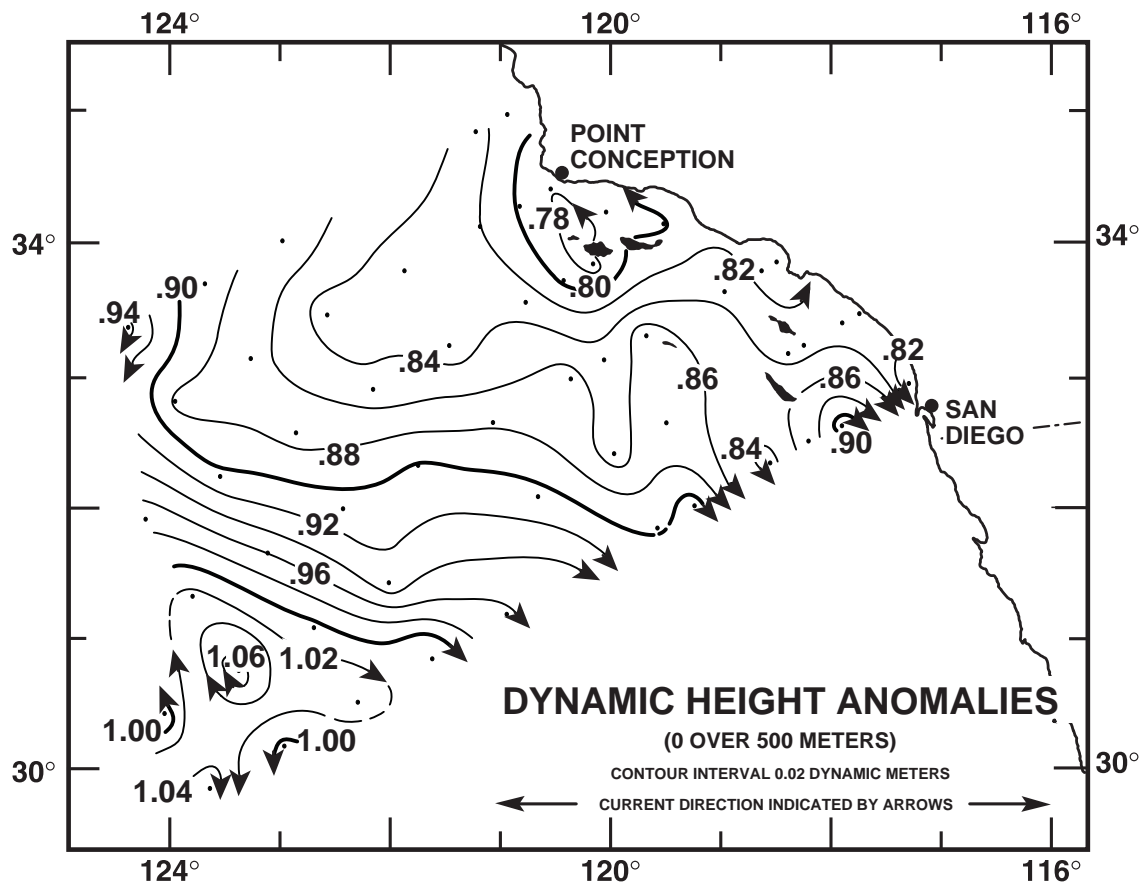 124° 120° 116°
POINT
CONCEPTION
.78
34° 34°
.82
.80
.90
.94
.82
.84
.86 .86
SAN
DIEGO
.90
.84
.88
.92
.96
1.06 1.02
DYNAMIC HEIGHT ANOMALIES
1.00 1.00
(0 OVER 500 METERS)
30° 30°
CONTOUR INTERVAL 0.02 DYNAMIC METERS
1.04
CURRENT DIRECTION INDICATED BY ARROWS
124° 120° 116°